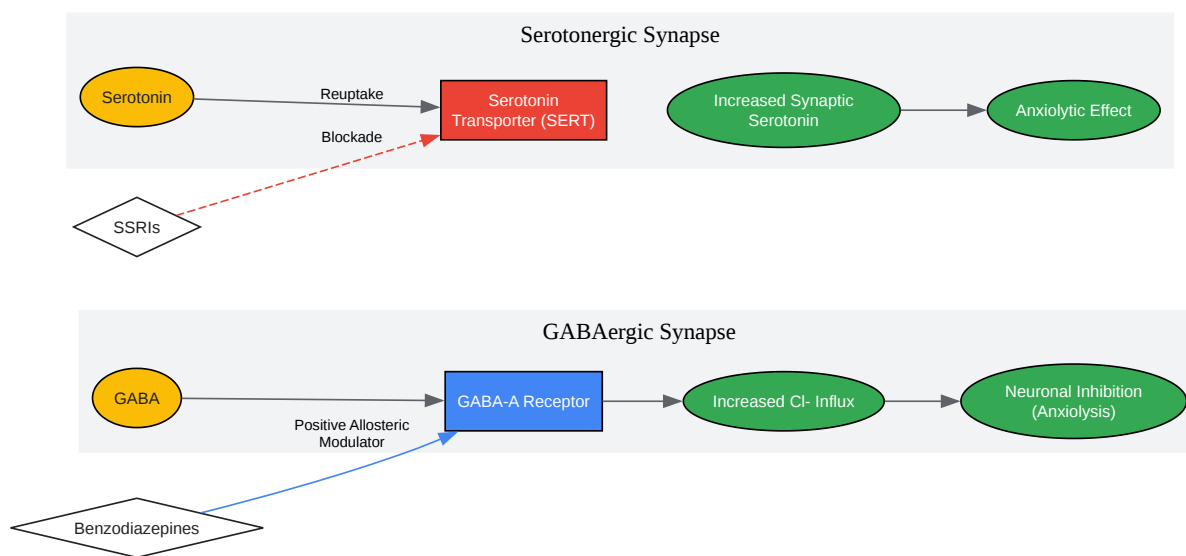 Serotonergic Synapse
Serotonin
Reuptake
Serotonin
Transporter (SERT)
Increased Synaptic
Serotonin
Anxiolytic Effect
Blockade
SSRIs
GABAergic Synapse
GABA
GABA-A Receptor
Increased Cl- Influx
Neuronal Inhibition
(Anxiolysis)
Positive Allosteric
Modulator
Benzodiazepines